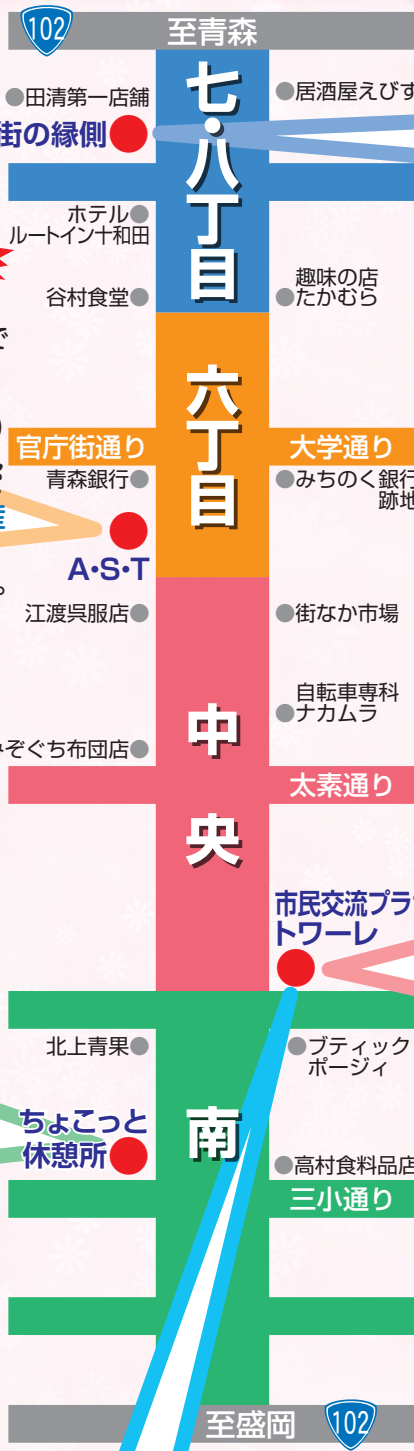 102
至青森
七・八丁目
田清第一店舗
街の縁側
居酒屋えびす
ホテル
ルートイン十和田
谷村食堂
趣味の店
たかむら
で
六丁目
官庁街通り
大学通り
青森銀行
みちのく銀行
跡地
A・S・T
江渡呉服店
街なか市場
中央
自転車専科
ナカムラ
みぞぐち布団店
太素通り
市民交流プラザ
トワーレ
北上青果
ブティック
ポージィ
南
ちょこっと
休憩所
高村食料品店
三小通り
至盛岡
102